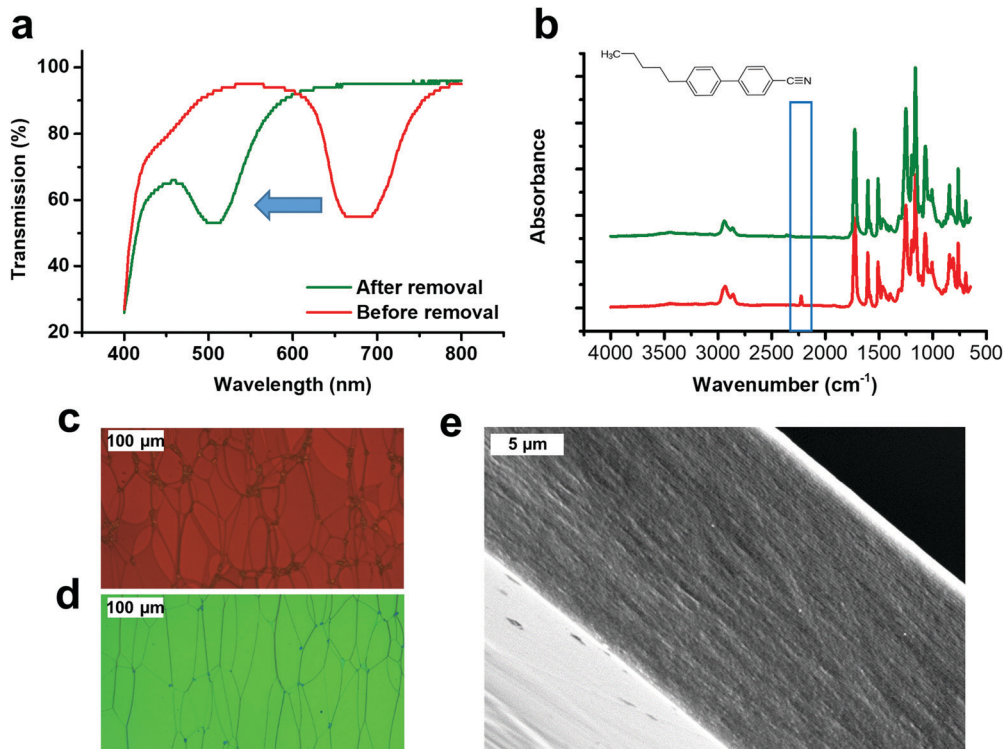 a
Transmission (%)
100
80
60
40
20
After removal
Before removal
400
500
600
700
800
Wavelength (nm)
b
H₃C
C≡N
Absorbance
4000
3500
3000
2500
2000
1500
1000
500
Wavenumber (cm⁻¹)
c
100 µm
d
100 µm
e
5 µm